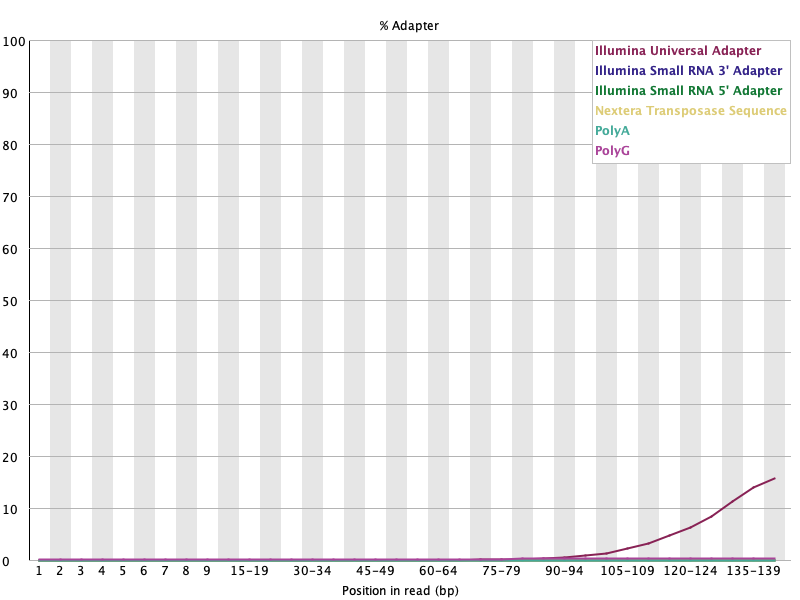 % Adapter
100
90
80
70
60
50
40
30
20
10
0
Illumina Universal Adapter
Illumina Small RNA 3' Adapter
Illumina Small RNA 5' Adapter
Nextera Transposase Sequence
PolyA
PolyG
1 2 3 4 5 6 7 8 9 15-19 30-34 45-49 60-64 75-79 90-94 105-109 120-124 135-139
Position in read (bp)